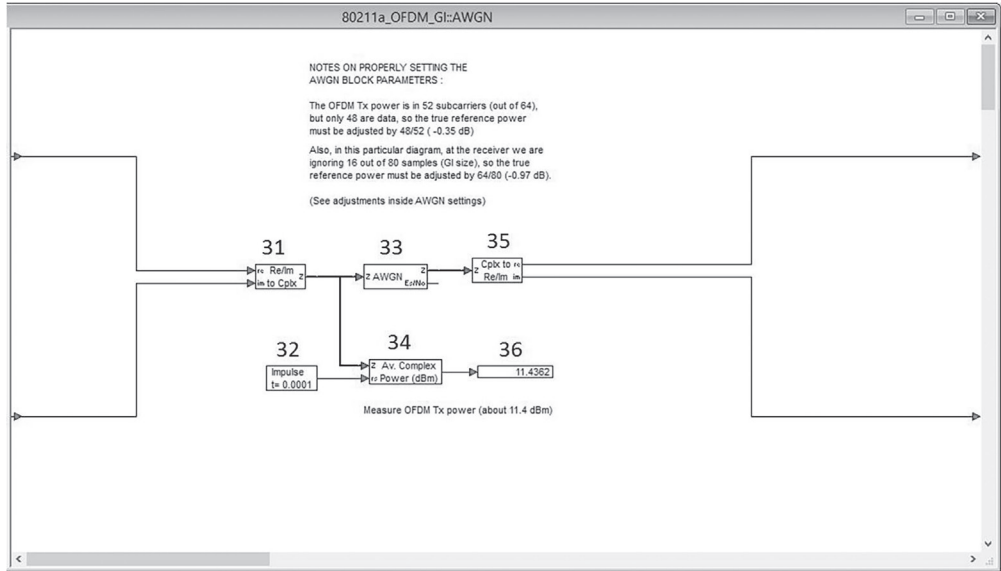 80211a_OFDM_GI::AWGN
NOTES ON PROPERLY SETTING THE
AWGN BLOCK PARAMETERS :
The OFDM Tx power is in 52 subcarriers (out of 64),
but only 48 are data, so the true reference power
must be adjusted by 48/52 ( -0.35 dB)
Also, in this particular diagram, at the receiver we are
ignoring 16 out of 80 samples (GI size), so the true
reference power must be adjusted by 64/80 (-0.97 dB).
(See adjustments inside AWGN settings)
31
re Re/Im Z
im to Cplx
33
Z AWGN Z
Es/No
35
Z Cplx to re
Re/Im im
32
Impulse
t= 0.0001
34
Z Av. Complex
rs Power (dBm)
36
11.4362
Measure OFDM Tx power (about 11.4 dBm)